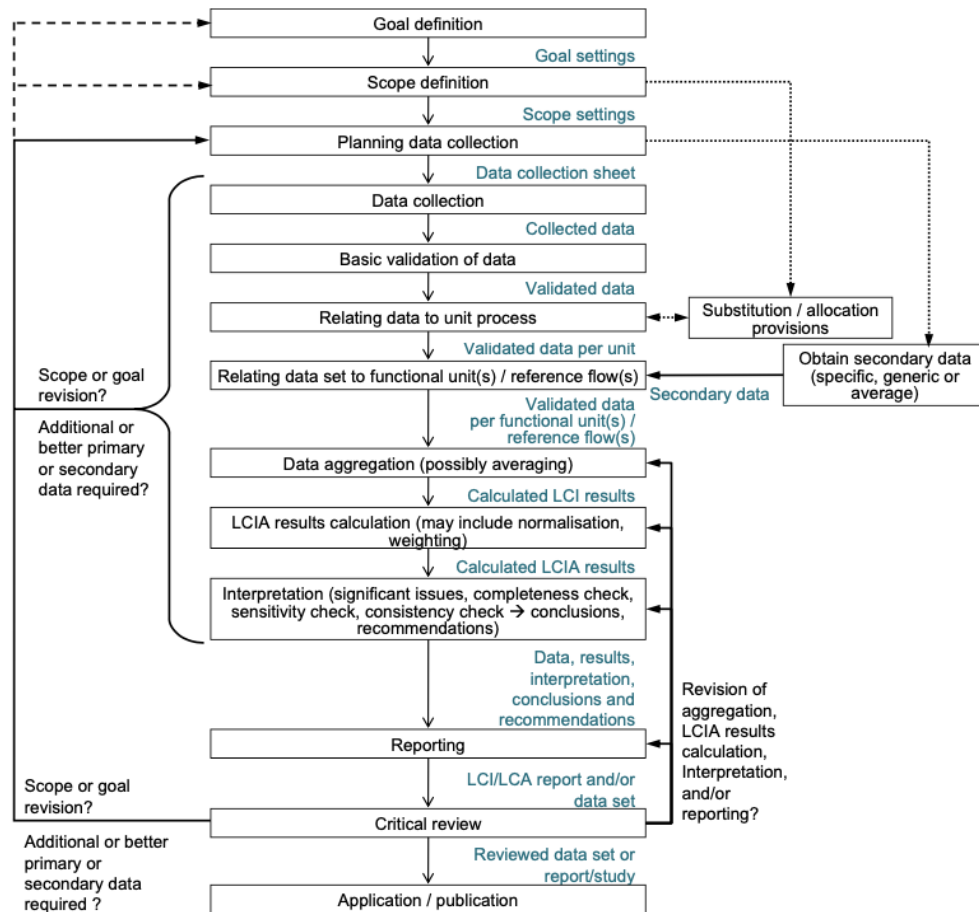 Goal definition
Goal settings
Scope definition
Scope settings
Planning data collection
Data collection sheet
Data collection
Collected data
Basic validation of data
Validated data
Relating data to unit process
Substitution / allocation
provisions
Validated data per unit
Relating data set to functional unit(s) / reference flow(s)
Secondary data
Obtain secondary data
(specific, generic or
average)
Scope or goal
revision?
Additional or
better primary
or secondary
data required?
Validated data
per functional unit(s) /
reference flow(s)
Data aggregation (possibly averaging)
Calculated LCI results
LCIA results calculation (may include normalisation,
weighting)
Calculated LCIA results
Interpretation (significant issues, completeness check,
sensitivity check, consistency check → conclusions,
recommendations)
Data, results,
interpretation,
conclusions and
recommendations
Revision of
aggregation,
LCIA results
calculation,
Interpretation,
and/or
reporting?
Reporting
LCI/LCA report and/or
data set
Scope or goal
revision?
Critical review
Additional or better
primary or
secondary data
required ?
Reviewed data set or
report/study
Application / publication